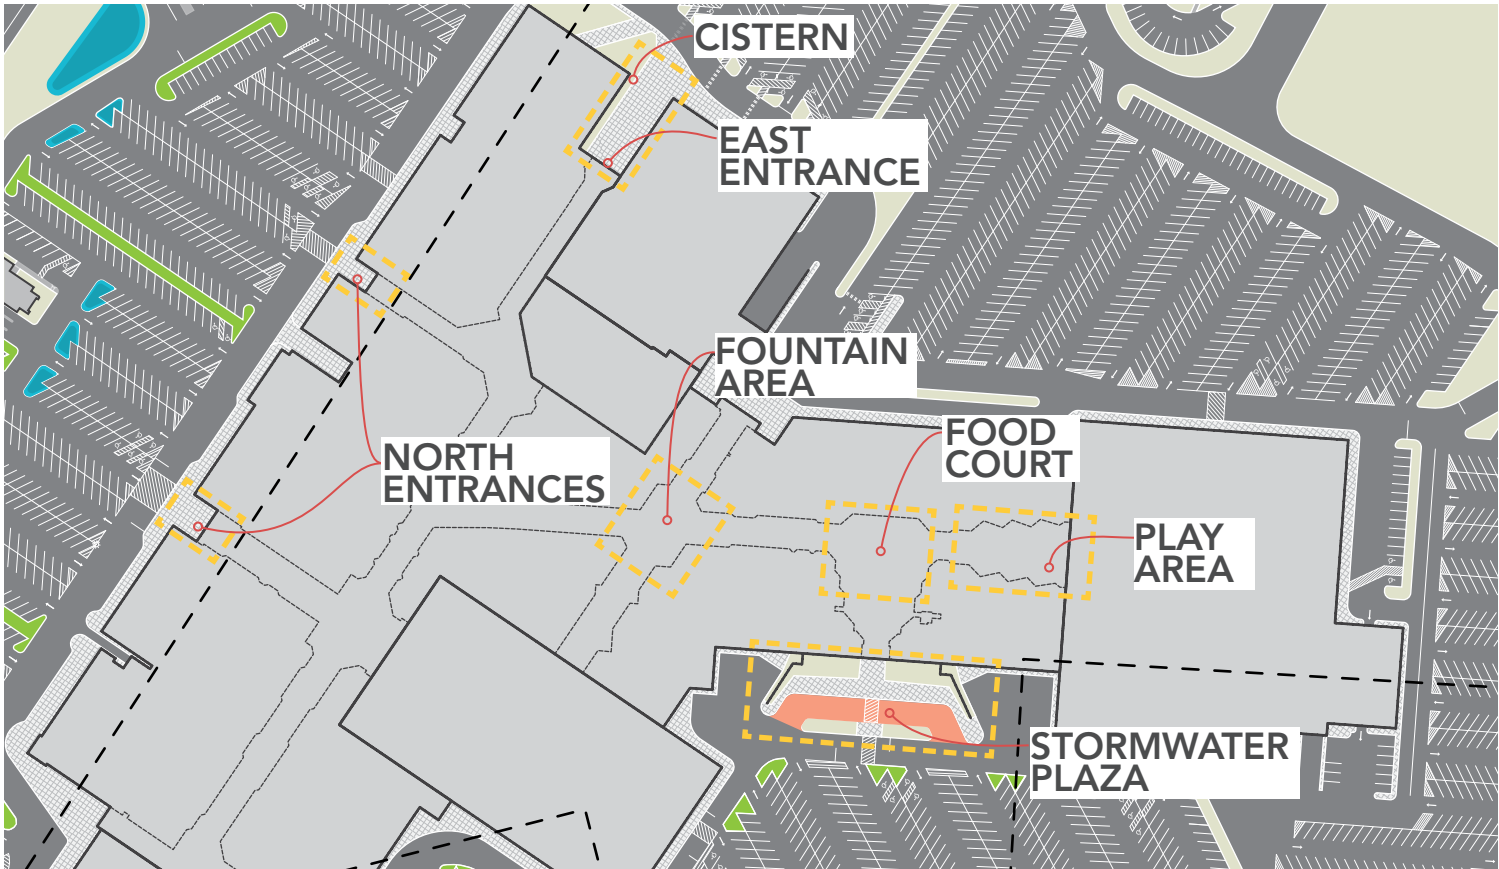 CISTERN
EAST
ENTRANCE
FOUNTAIN
AREA
FOOD
COURT
NORTH
ENTRANCES
PLAY
AREA
STORMWATER
PLAZA